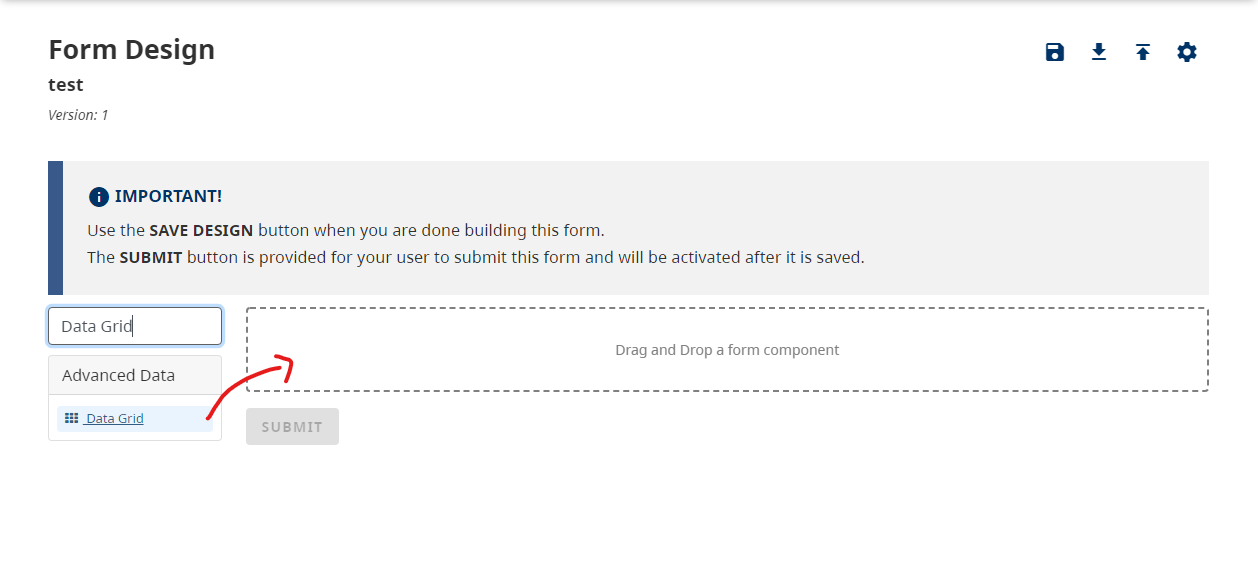 Form Design
test
Version: 1
IMPORTANT!
Use the SAVE DESIGN button when you are done building this form.
The SUBMIT button is provided for your user to submit this form and will be activated after it is saved.
Data Grid
Drag and Drop a form component
Advanced Data
Data Grid
SUBMIT